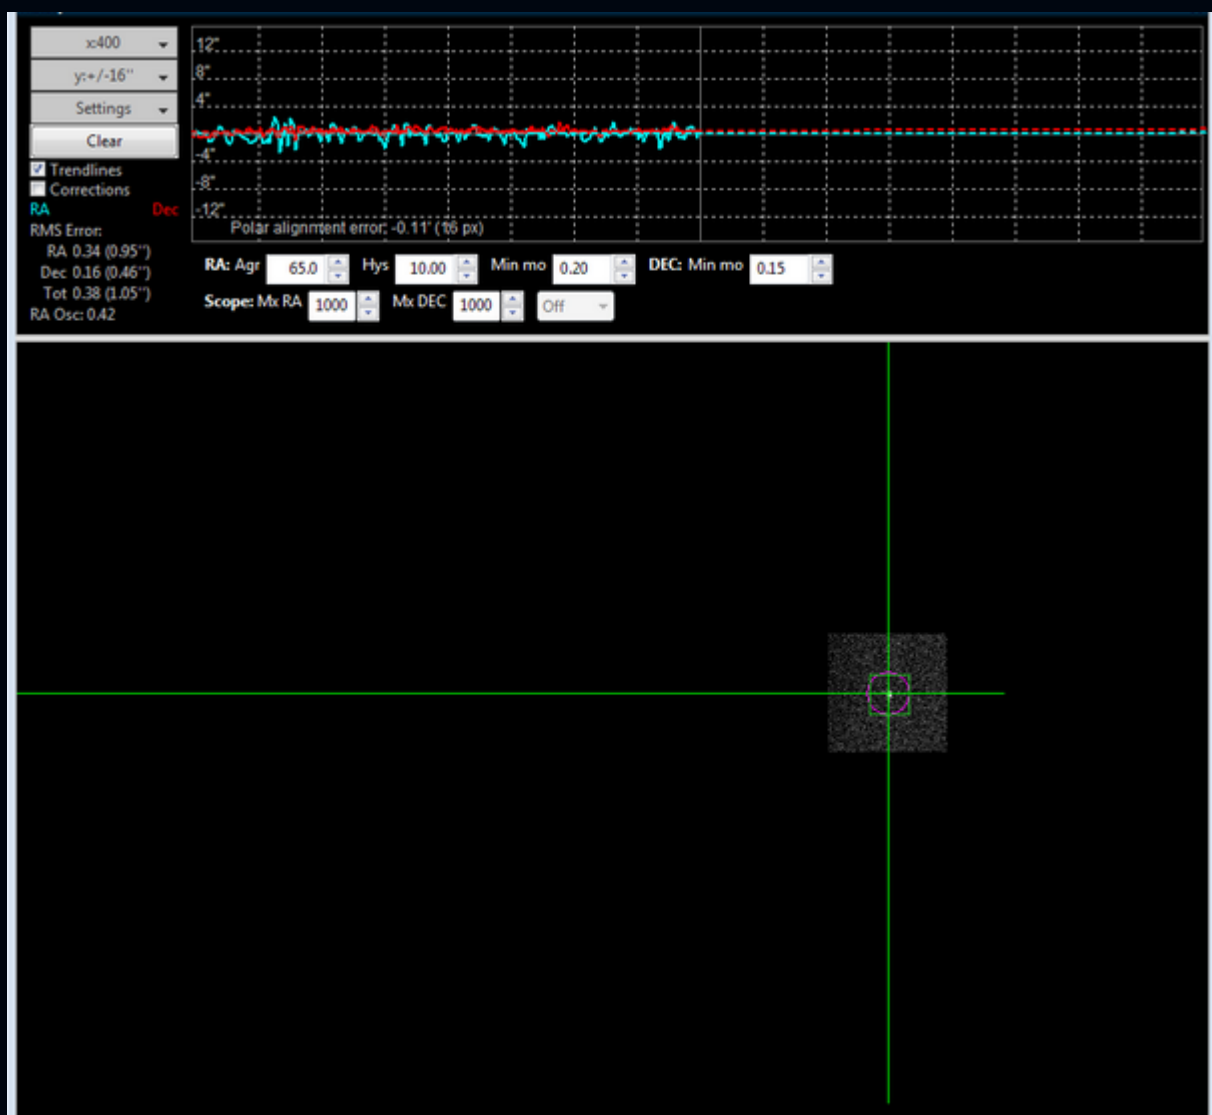 x:400
y:+/-16"
Settings
Clear
Trendlines
Corrections
RA Dec
RMS Error:
RA 0.34 (0.95")
Dec 0.16 (0.46")
Tot 0.38 (1.05")
RA Osc: 0.42
12"
8"
4"
-4"
-8"
-12"
Polar alignment error: -0.11' (16 px)
RA: Agr 65.0 Hys 10.00 Min mo 0.20 DEC: Min mo 0.15
Scope: Mx RA 1000 Mx DEC 1000 Off